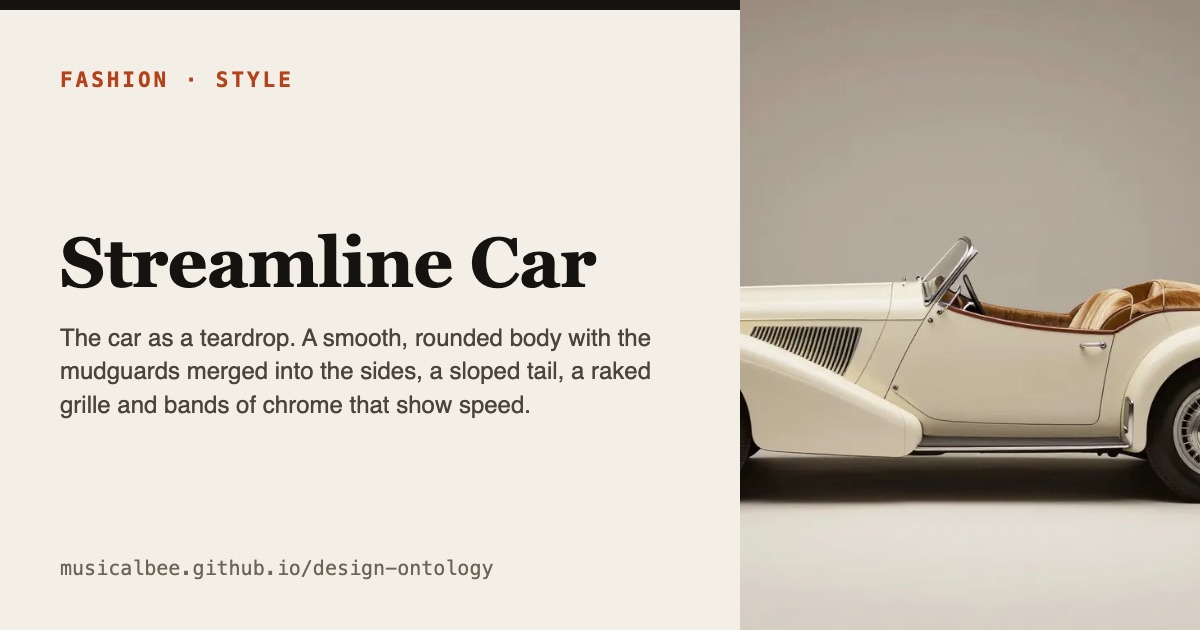 FASHION · STYLE
Streamline Car
The car as a teardrop. A smooth, rounded body with the
mudguards merged into the sides, a sloped tail, a raked
grille and bands of chrome that show speed.
musicalbee.github.io/design-ontology